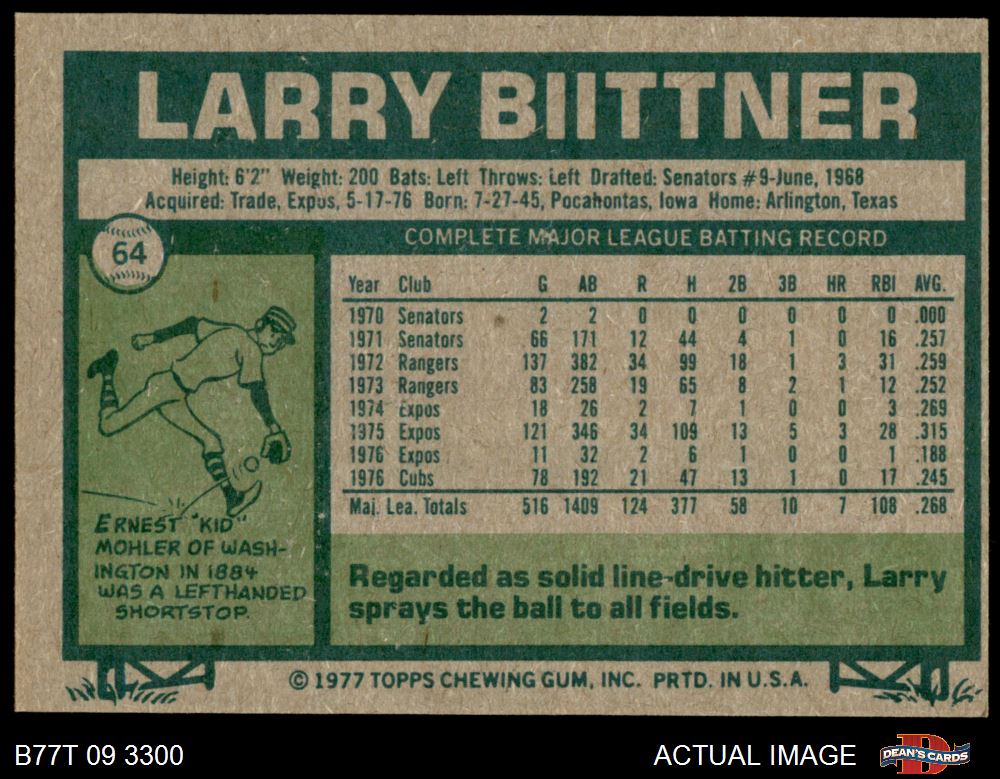 LARRY BIITTNER
Height: 6'2" Weight: 200 Bats: Left Throws: Left Drafted: Senators #9-June, 1968
Acquired: Trade, Expos, 5-17-76 Born: 7-27-45, Pocahontas, Iowa Home: Arlington, Texas
64
COMPLETE MAJOR LEAGUE BATTING RECORD
Year Club G AB R H 2B 3B HR RBI AVG.
1970 Senators 2 2 0 0 0 0 0 0 .000
1971 Senators 66 171 12 44 4 1 0 16 .257
1972 Rangers 137 382 34 99 18 1 3 31 .259
1973 Rangers 83 258 19 65 8 2 1 12 .252
1974 Expos 18 26 2 7 1 0 0 3 .269
1975 Expos 121 346 34 109 13 5 3 28 .315
1976 Expos 11 32 2 6 1 0 0 1 .188
1976 Cubs 78 192 21 47 13 1 0 17 .245
Maj. Lea. Totals 516 1409 124 377 58 10 7 108 .268
ERNEST "KID"
MOHLER OF WASH-
INGTON IN 1884
WAS A LEFTHANDED
SHORTSTOP.
Regarded as solid line-drive hitter, Larry
sprays the ball to all fields.
© 1977 TOPPS CHEWING GUM, INC. PRTD. IN U.S.A.
B77T 09 3300
ACTUAL IMAGE
DEAN'S CARDS